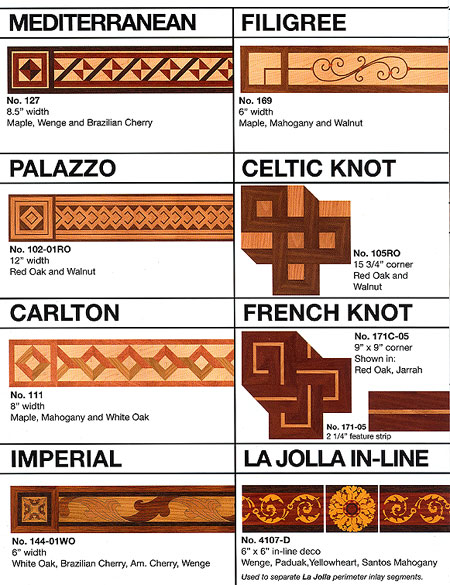 MEDITERRANEAN
No. 127
8.5" width
Maple, Wenge and Brazilian Cherry
FILIGREE
No. 169
6" width
Maple, Mahogany and Walnut
PALAZZO
No. 102-01RO
12" width
Red Oak and Walnut
CELTIC KNOT
No. 105RO
15 3/4" corner
Red Oak and
Walnut
CARLTON
No. 111
8" width
Maple, Mahogany and White Oak
FRENCH KNOT
No. 171C-05
9" x 9" corner
Shown in:
Red Oak, Jarrah
No. 171-05
2 1/4" feature strip
IMPERIAL
No. 144-01WO
6" width
White Oak, Brazilian Cherry, Am. Cherry, Wenge
LA JOLLA IN-LINE
No. 4107-D
6" x 6" in-line deco
Wenge, Paduak,Yellowheart, Santos Mahogany
Used to separate La Jolla perimeter inlay segments.